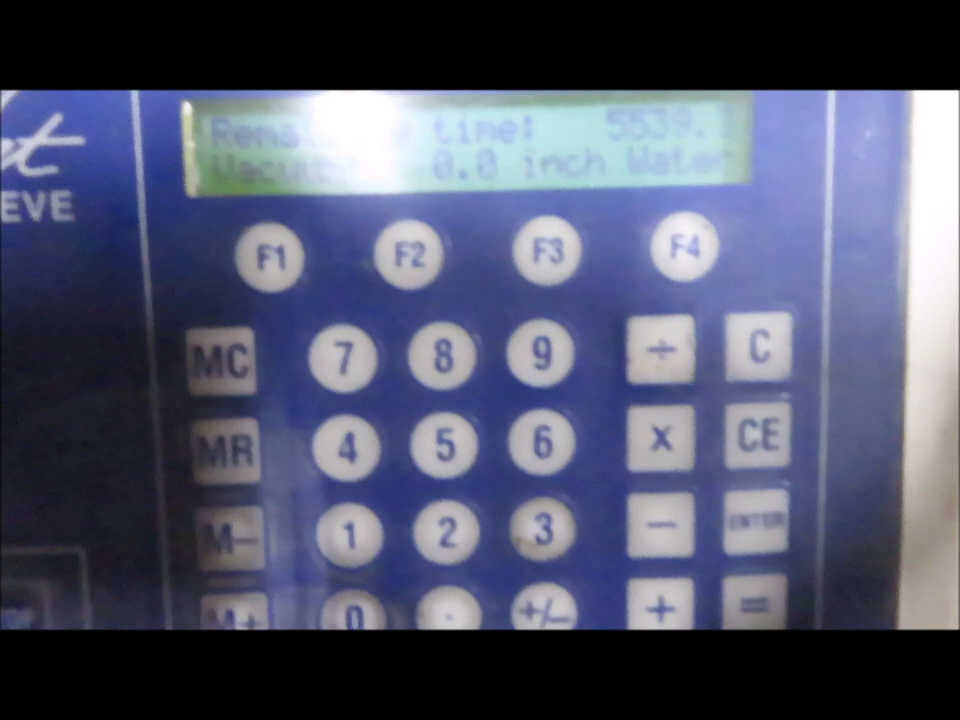 time:
0.0 inch Water
EVE
F1 F2 F3 F4
MC 7 8 9 ÷ C
MR 4 5 6 x CE
M- 1 2 3 - ENTER
M+ 0 . +/- + =